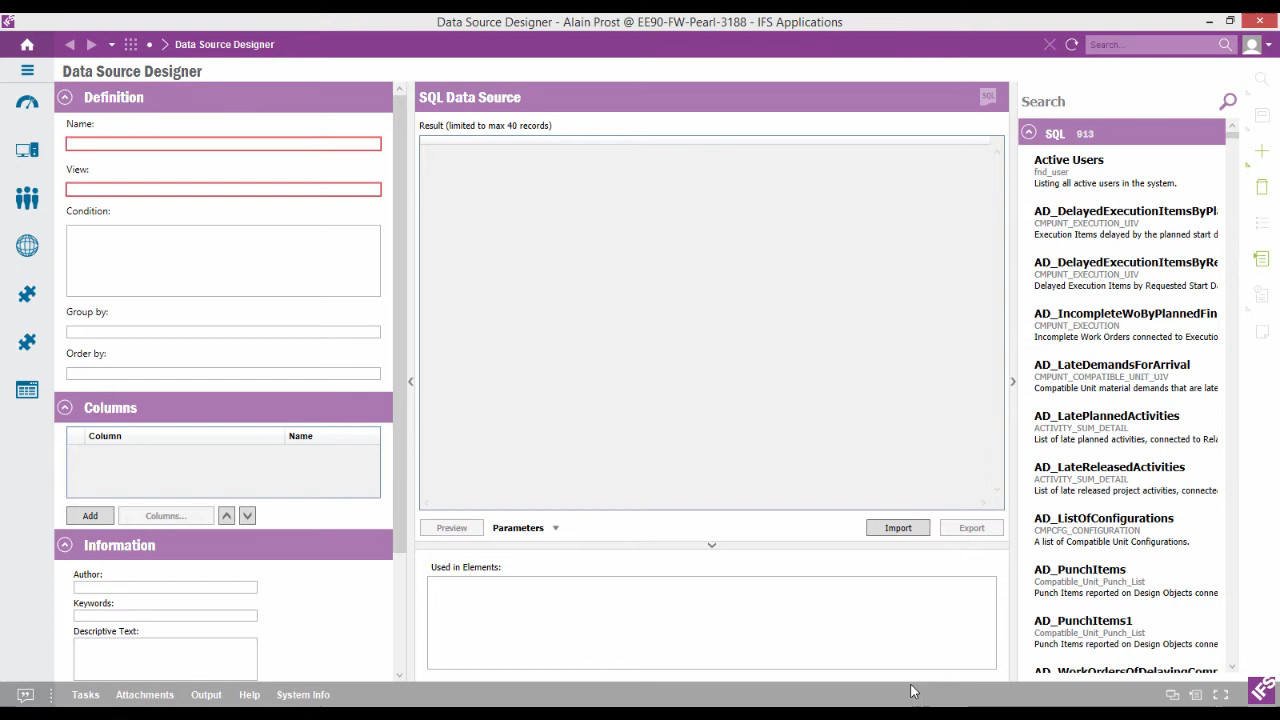 Data Source Designer - Alain Prost @ EE90-FW-Pearl-3188 - IFS Applications
Data Source Designer
Search...
Data Source Designer
Definition
Name:
View:
Condition:
Group by:
Order by:
Columns
Column Name
Add Columns...
Information
Author:
Keywords:
Descriptive Text:
SQL Data Source
SQL
Result (limited to max 40 records)
Preview Parameters Import Export
Used in Elements:
Search
SQL 913
Active Users
fnd_user
Listing all active users in the system.
AD_DelayedExecutionItemsByPl
CMPUNT_EXECUTION_UIV
Execution Items delayed by the planned start d
AD_DelayedExecutionItemsByRe
CMPUNT_EXECUTION_UIV
Delayed Execution Items by Requested Start D
AD_IncompleteWoByPlannedFin
CMPUNT_EXECUTION
Incomplete Work Orders connected to Executio
AD_LateDemandsForArrival
CMPUNT_COMPATIBLE_UNIT_UIV
Compatible Unit material demands that are late
AD_LatePlannedActivities
ACTIVITY_SUM_DETAIL
List of late planned activities, connected to Rela
AD_LateReleasedActivities
ACTIVITY_SUM_DETAIL
List of late released project activities, connecte
AD_ListOfConfigurations
CMPCFG_CONFIGURATION
A list of Compatible Unit Configurations.
AD_PunchItems
Compatible_Unit_Punch_List
Punch Items reported on Design Objects conne
AD_PunchItems1
Compatible_Unit_Punch_List
Punch Items reported on Design Objects conne
AD_WorkOrdersOfDelayingComp
Tasks Attachments Output Help System Info
IFS